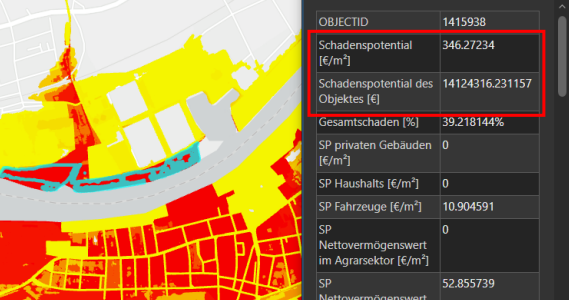 OBJECTID 1415938
Schadenspotential 346.27234
[€/m²]
Schadenspotential des 14124316.231157
Objektes [€]
Gesamtschaden [%] 39.218144%
SP privaten Gebäuden 0
[€/m²]
SP Haushalts [€/m²] 0
SP Fahrzeuge [€/m²] 10.904591
SP 0
Nettovermögenswert
im Agrarsektor [€/m²]
SP 52.855739
Nettovermögenswert